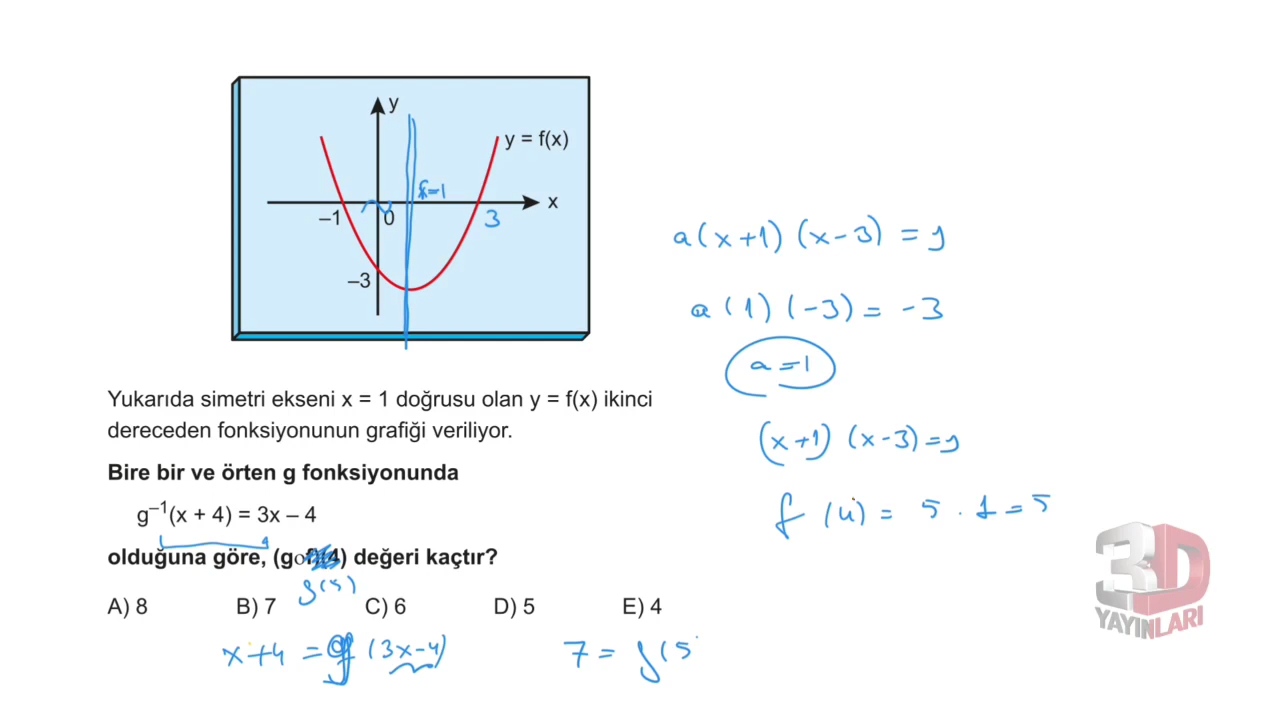 y
y = f(x)
x=1
x
–1
0
3
–3
a(x+1)(x-3)=y
a(1)(-3)=-3
a=1
(x+1)(x-3)=y
f(4)=5.1=5
Yukarıda simetri ekseni x = 1 doğrusu olan y = f(x) ikinci
dereceden fonksiyonunun grafiği veriliyor.
Bire bir ve örten g fonksiyonunda
g⁻¹(x + 4) = 3x – 4
olduğuna göre, (gof)(4) değeri kaçtır?
g(5)
A) 8 B) 7 C) 6 D) 5 E) 4
x+4=g(3x-4)
7=g(5
3D
YAYINLARI